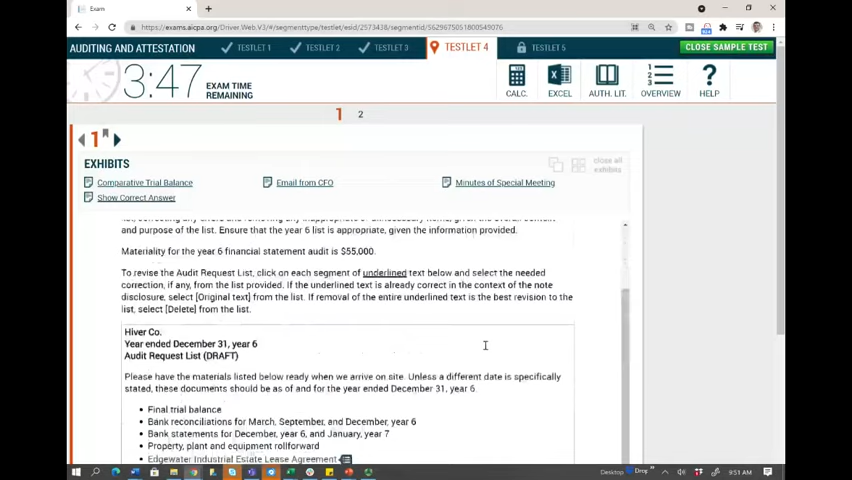 Exam
https://exams.aicpa.org/Driver.Web.V3/#/segmenttype/testlet/esid/2573438/segmentid/5629675051800549076
AUDITING AND ATTESTATION
TESTLET 1
TESTLET 2
TESTLET 3
TESTLET 4
TESTLET 5
CLOSE SAMPLE TEST
3:47 EXAM TIME
REMAINING
CALC.
EXCEL
AUTH. LIT.
OVERVIEW
HELP
1 2
1
EXHIBITS
close all
exhibits
Comparative Trial Balance
Email from CFO
Minutes of Special Meeting
Show Correct Answer
and purpose of the list. Ensure that the year 6 list is appropriate, given the information provided.
Materiality for the year 6 financial statement audit is $55,000.
To revise the Audit Request List, click on each segment of underlined text below and select the needed
correction, if any, from the list provided. If the underlined text is already correct in the context of the note
disclosure, select [Original text] from the list. If removal of the entire underlined text is the best revision to the
list, select [Delete] from the list.
Hiver Co.
Year ended December 31, year 6
Audit Request List (DRAFT)
Please have the materials listed below ready when we arrive on site. Unless a different date is specifically
stated, these documents should be as of and for the year ended December 31, year 6.
• Final trial balance
• Bank reconciliations for March, September, and December, year 6
• Bank statements for December, year 6, and January, year 7
• Property, plant and equipment rollforward
• Edgewater Industrial Estate Lease Agreement
Desktop
Drop
9:51 AM